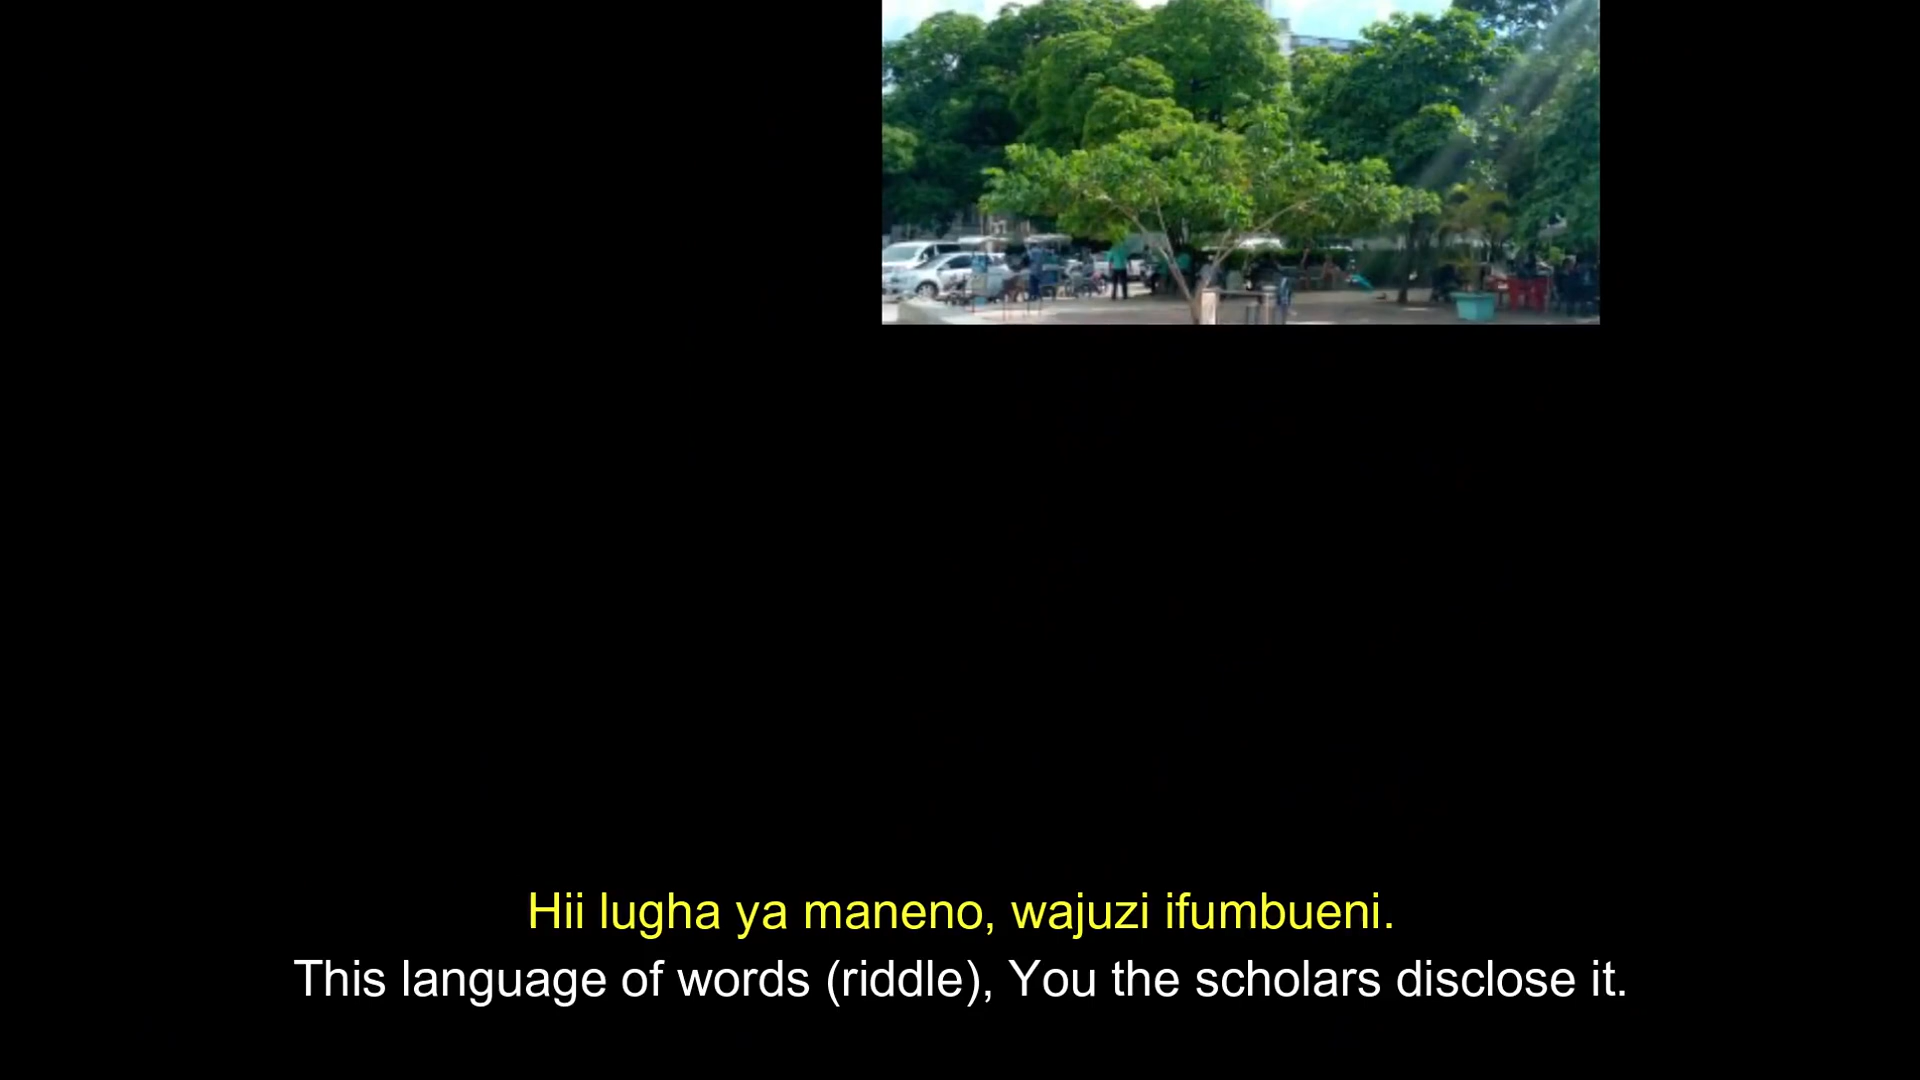 Hii lugha ya maneno, wajuzi ifumbueni.
This language of words (riddle), You the scholars disclose it.